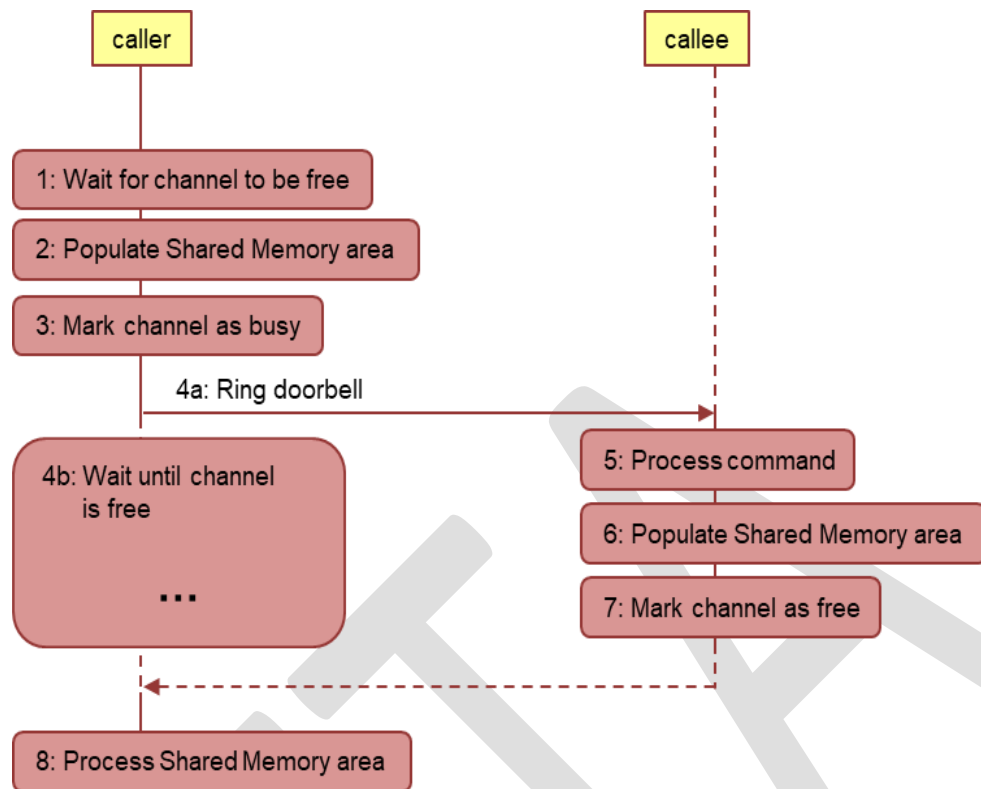 caller
callee
1: Wait for channel to be free
2: Populate Shared Memory area
3: Mark channel as busy
4a: Ring doorbell
4b: Wait until channel
is free
...
5: Process command
6: Populate Shared Memory area
7: Mark channel as free
8: Process Shared Memory area